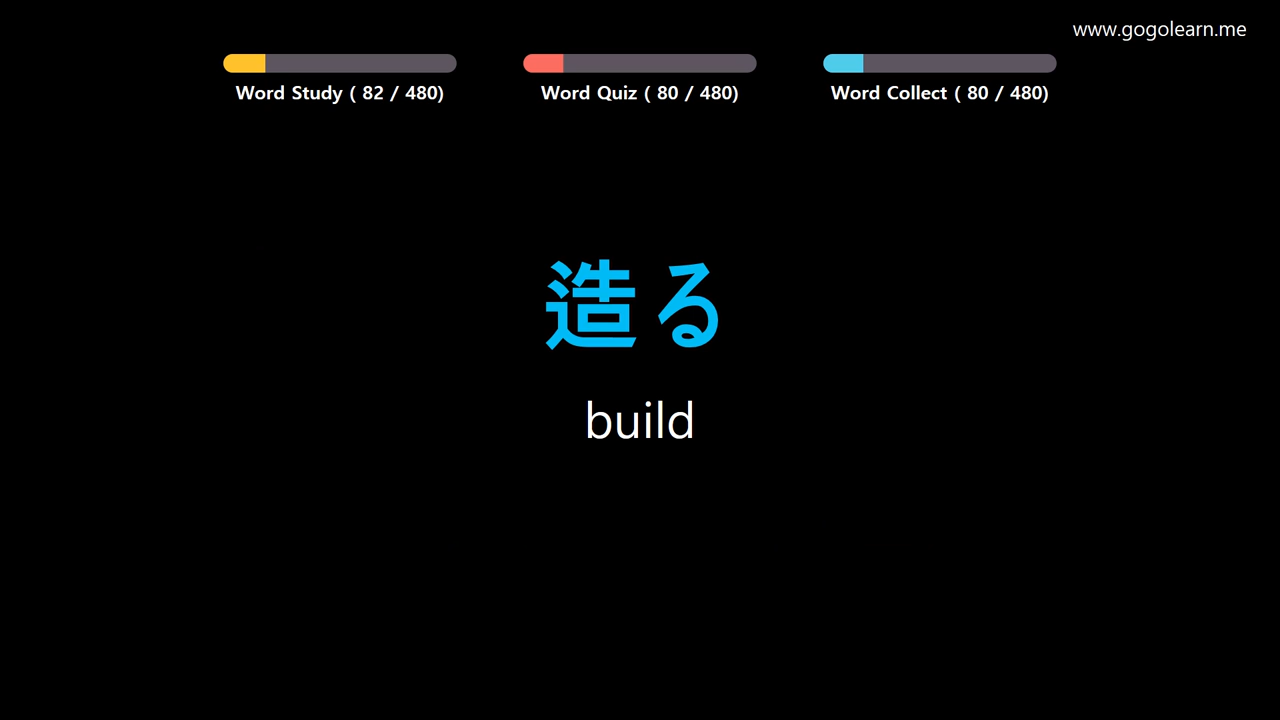 www.gogolearn.me
Word Study ( 82 / 480)
Word Quiz ( 80 / 480)
Word Collect ( 80 / 480)
造る
build